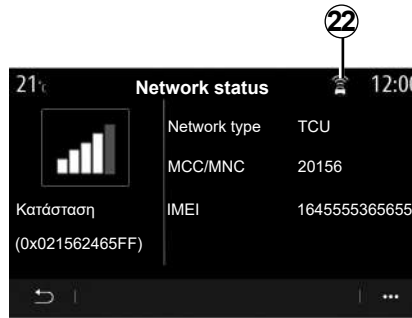 22
21°c Network status 12:00
Network type TCU
MCC/MNC 20156
Κατάσταση IMEI 1645555365655
(0x021562465FF)